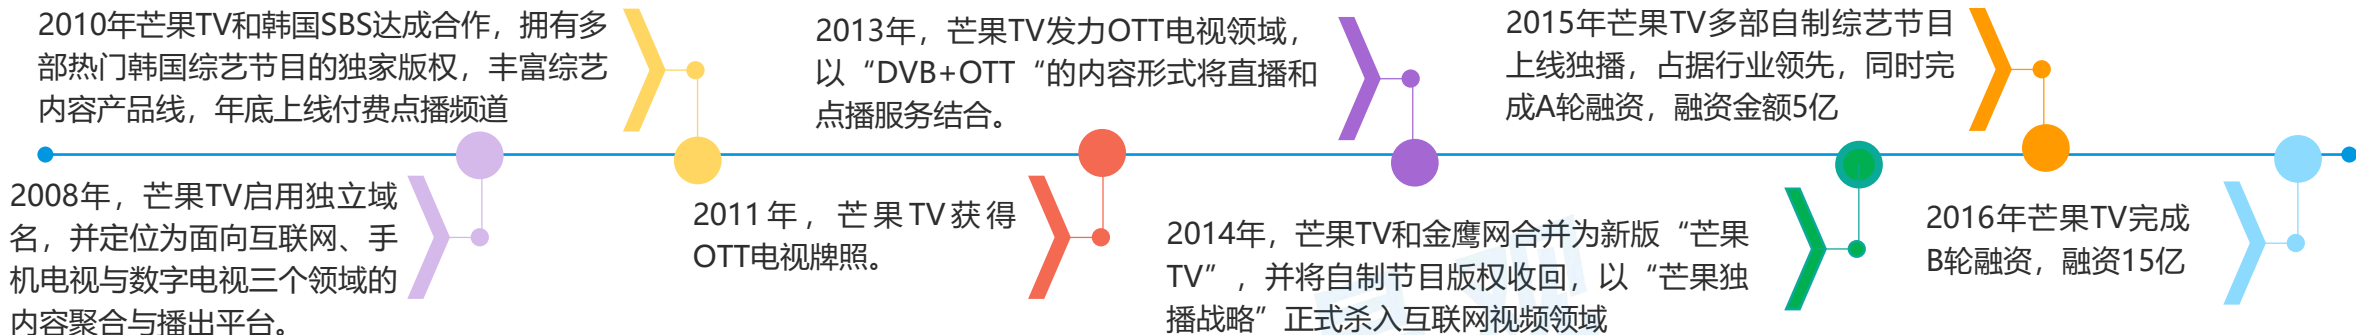 2010年芒果TV和韩国SBS达成合作，拥有多
部热门韩国综艺节目的独家版权，丰富综艺
内容产品线，年底上线付费点播频道
2013年，芒果TV发力OTT电视领域，
以“DVB+OTT“的内容形式将直播和
点播服务结合。
2015年芒果TV多部自制综艺节目
上线独播，占据行业领先，同时完
成A轮融资，融资金额5亿
2008年，芒果TV启用独立域
名，并定位为面向互联网、手
机电视与数字电视三个领域的
内容聚合与播出平台。
2011年，芒果TV获得
OTT电视牌照。
2014年，芒果TV和金鹰网合并为新版“芒果
TV”，并将自制节目版权收回，以“芒果独
播战略”正式杀入互联网视频领域
2016年芒果TV完成
B轮融资，融资15亿